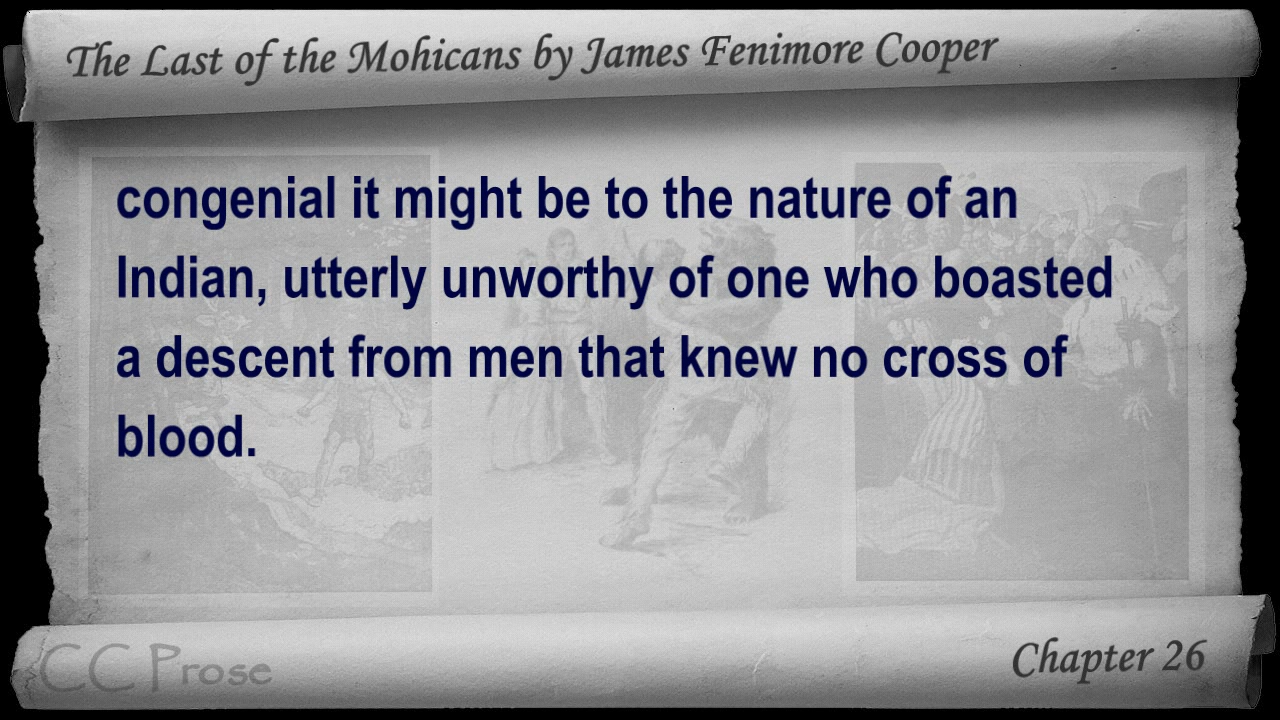 The Last of the Mohicans by James Fenimore Cooper
congenial it might be to the nature of an
Indian, utterly unworthy of one who boasted
a descent from men that knew no cross of
blood.
CC Prose
Chapter 26